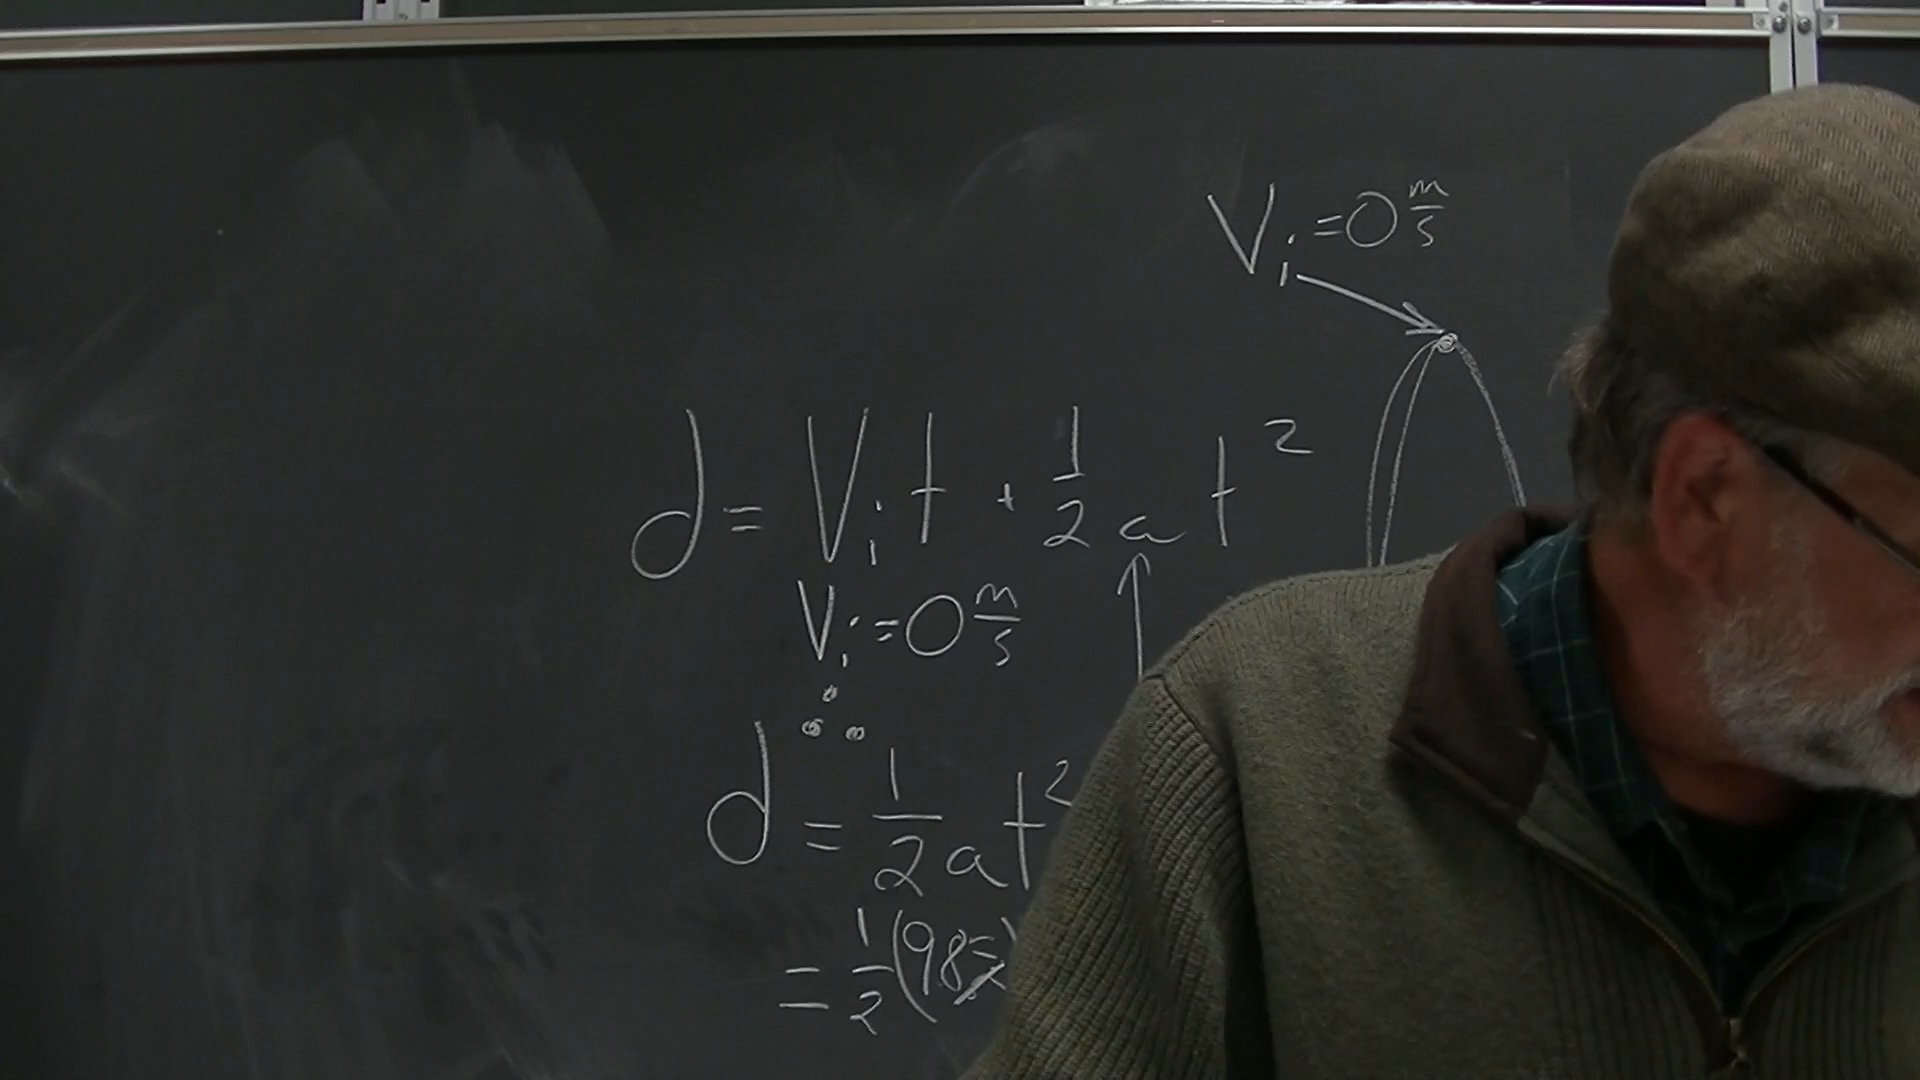 Vᵢ = 0 m/s
d = Vᵢt + 1/2 at²
Vᵢ = 0 m/s
∴
d = 1/2 at²
= 1/2 (9.8